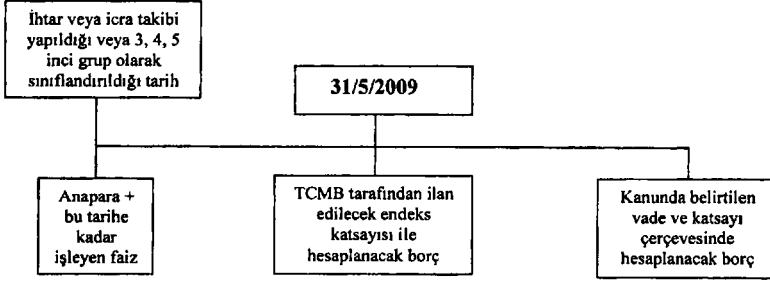 İhtar veya icra takibi
yapıldığı veya 3, 4, 5
inci grup olarak
sınıflandırıldığı tarih
31/5/2009
Anapara +
bu tarihe
kadar
işleyen faiz
TCMB tarafından ilan
edilecek endeks
katsayısı ile
hesaplanacak borç
Kanunda belirtilen
vade ve katsayı
çerçevesinde
hesaplanacak borç